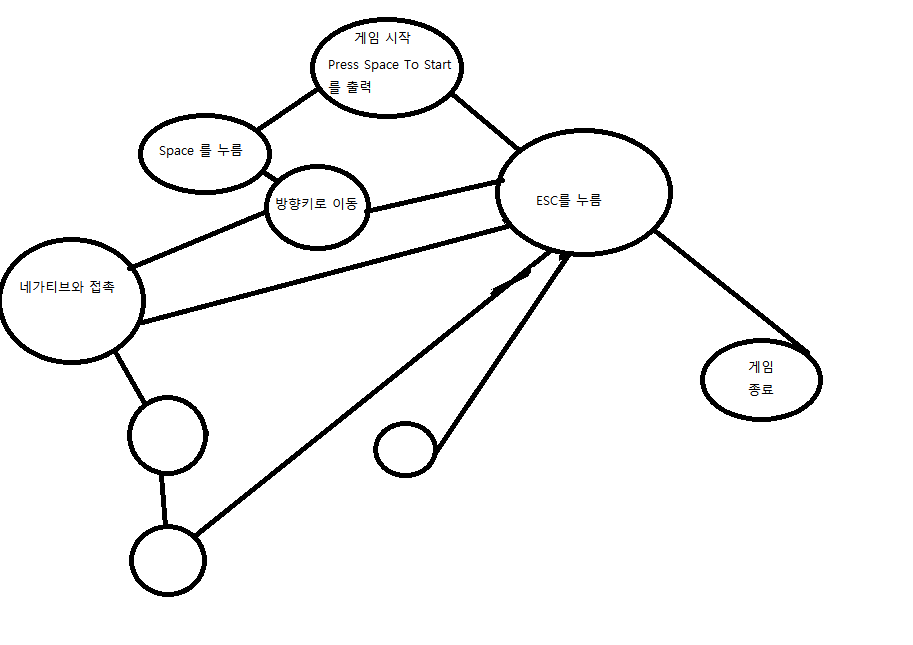 게임 시작
Press Space To Start
를 출력
Space 를 누름
방향키로 이동
ESC를 누름
네가티브와 접촉
게임
종료